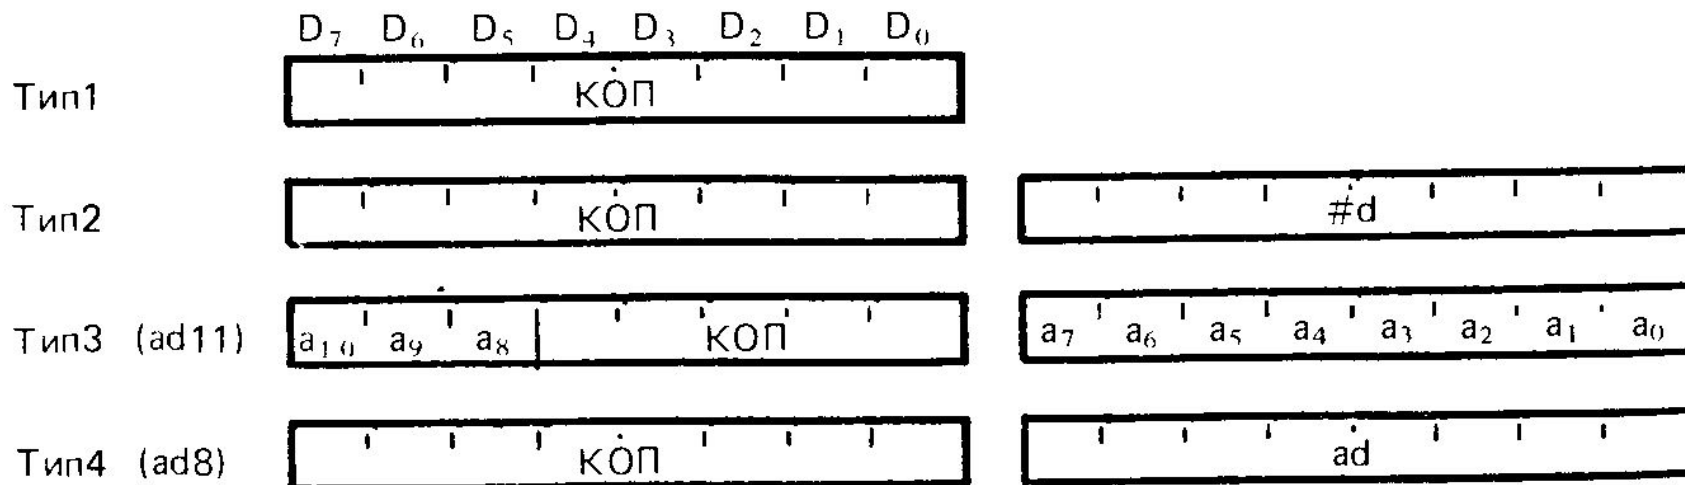 D₇ D₆ D₅ D₄ D₃ D₂ D₁ D₀
Тип1 КОП
Тип2 КОП #d
Тип3 (ad11) a₁₀ a₉ a₈ КОП a₇ a₆ a₅ a₄ a₃ a₂ a₁ a₀
Тип4 (ad8) КОП ad